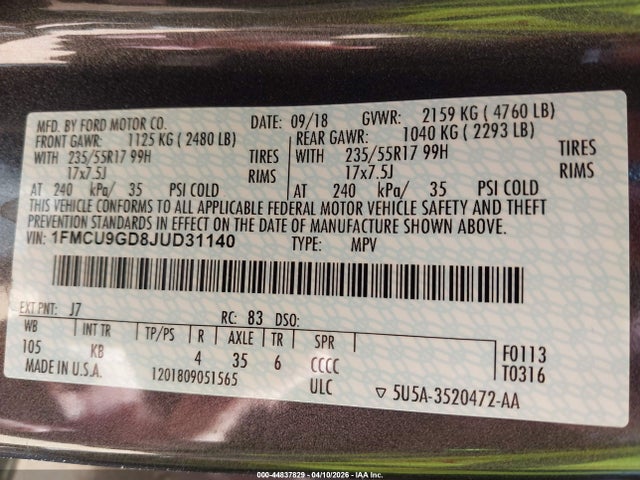 MFD. BY FORD MOTOR CO. DATE: 09/18 GVWR: 2159 KG ( 4760 LB)
FRONT GAWR: 1125 KG ( 2480 LB) REAR GAWR: 1040 KG ( 2293 LB)
WITH 235/55R17 99H TIRES WITH 235/55R17 99H TIRES
17x7.5J RIMS 17x7.5J RIMS
AT 240 kPa/ 35 PSI COLD AT 240 kPa/ 35 PSI COLD
THIS VEHICLE CONFORMS TO ALL APPLICABLE FEDERAL MOTOR VEHICLE SAFETY AND THEFT
PREVENTION STANDARDS IN EFFECT ON THE DATE OF MANUFACTURE SHOWN ABOVE.
VIN: 1FMCU9GD8JUD31140 TYPE: MPV
EXT PNT: J7 RC: 83 DSO:
WB INT TR TP/PS R AXLE TR SPR
105 KB 4 35 6 CCCC F0113
T0316
MADE IN U.S.A. 1201809051565 ULC ▽ 5U5A-3520472-AA
000-44837829 - 04/10/2026 - IAA Inc.